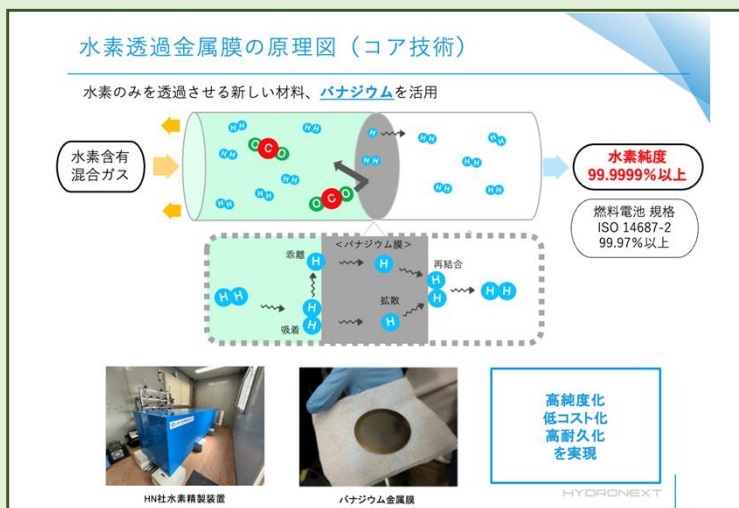 水素透過金属膜の原理図（コア技術）
水素のみを透過させる新しい材料、バナジウムを活用
水素含有
混合ガス
H H
H H
H
H H
H H
O C O
H H
H H
H H
H H
H H
H H
O C O
H H
H H
H H
水素純度
99.9999%以上
燃料電池 規格
ISO 14687-2
99.97%以上
＜バナジウム膜＞
乖離
H
H
再結合
H H
H
H
吸着
拡散
H
H
H
H H
高純度化
低コスト化
高耐久化
を実現
HN社水素精製装置
バナジウム金属膜
HYDRONEXT